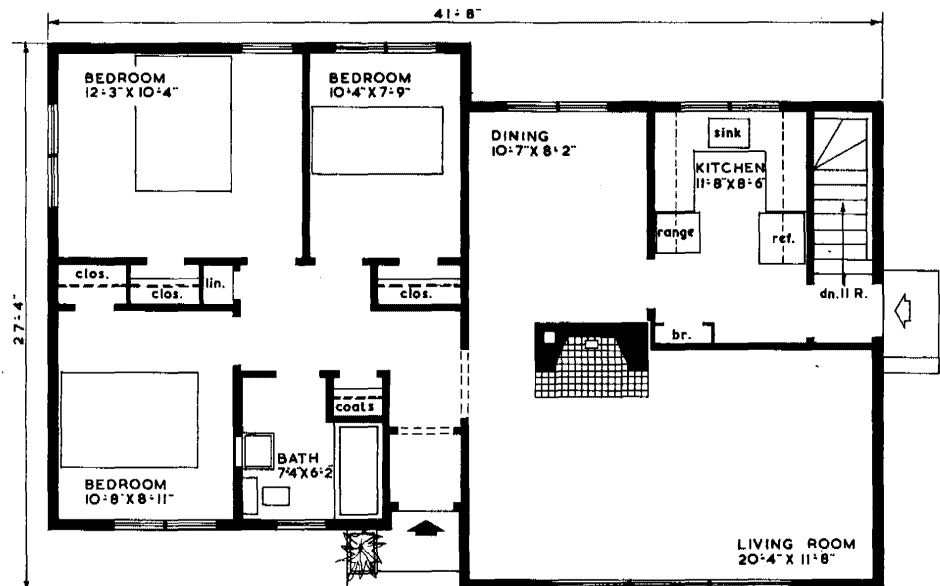 41'-8"
BEDROOM
12'-3" X 10'-4"
BEDROOM
10'-4" X 7'-9"
DINING
10'-7" X 8'-2"
sink
KITCHEN
11'-8" X 8'-6"
range
ref.
clos.
clos.
lin.
clos.
dn. 11 R.
27'-4"
br.
coats
BATH
7'-4" X 6'-2
BEDROOM
10'-8" X 8'-11"
LIVING ROOM
20'-4" X 11'-8"